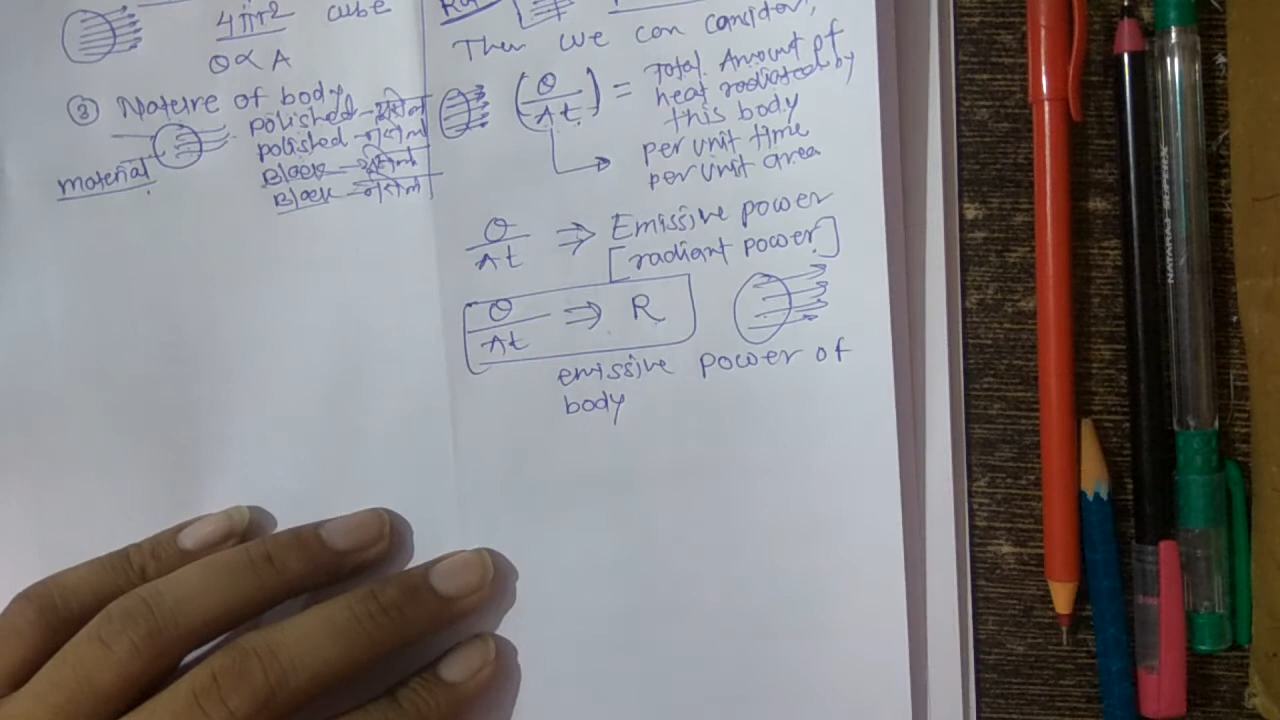 4πr² cube
Q ∝ A
③ Nature of body
polished
polished
Black
Black
material
Then we can consider,
(Q/At) = Total Amount of
heat radiated by
this body
per unit time
per unit area
Q/At ⇒ Emissive power
[radiant power]
Q/At ⇒ R
emissive power of
body
NATARAJ